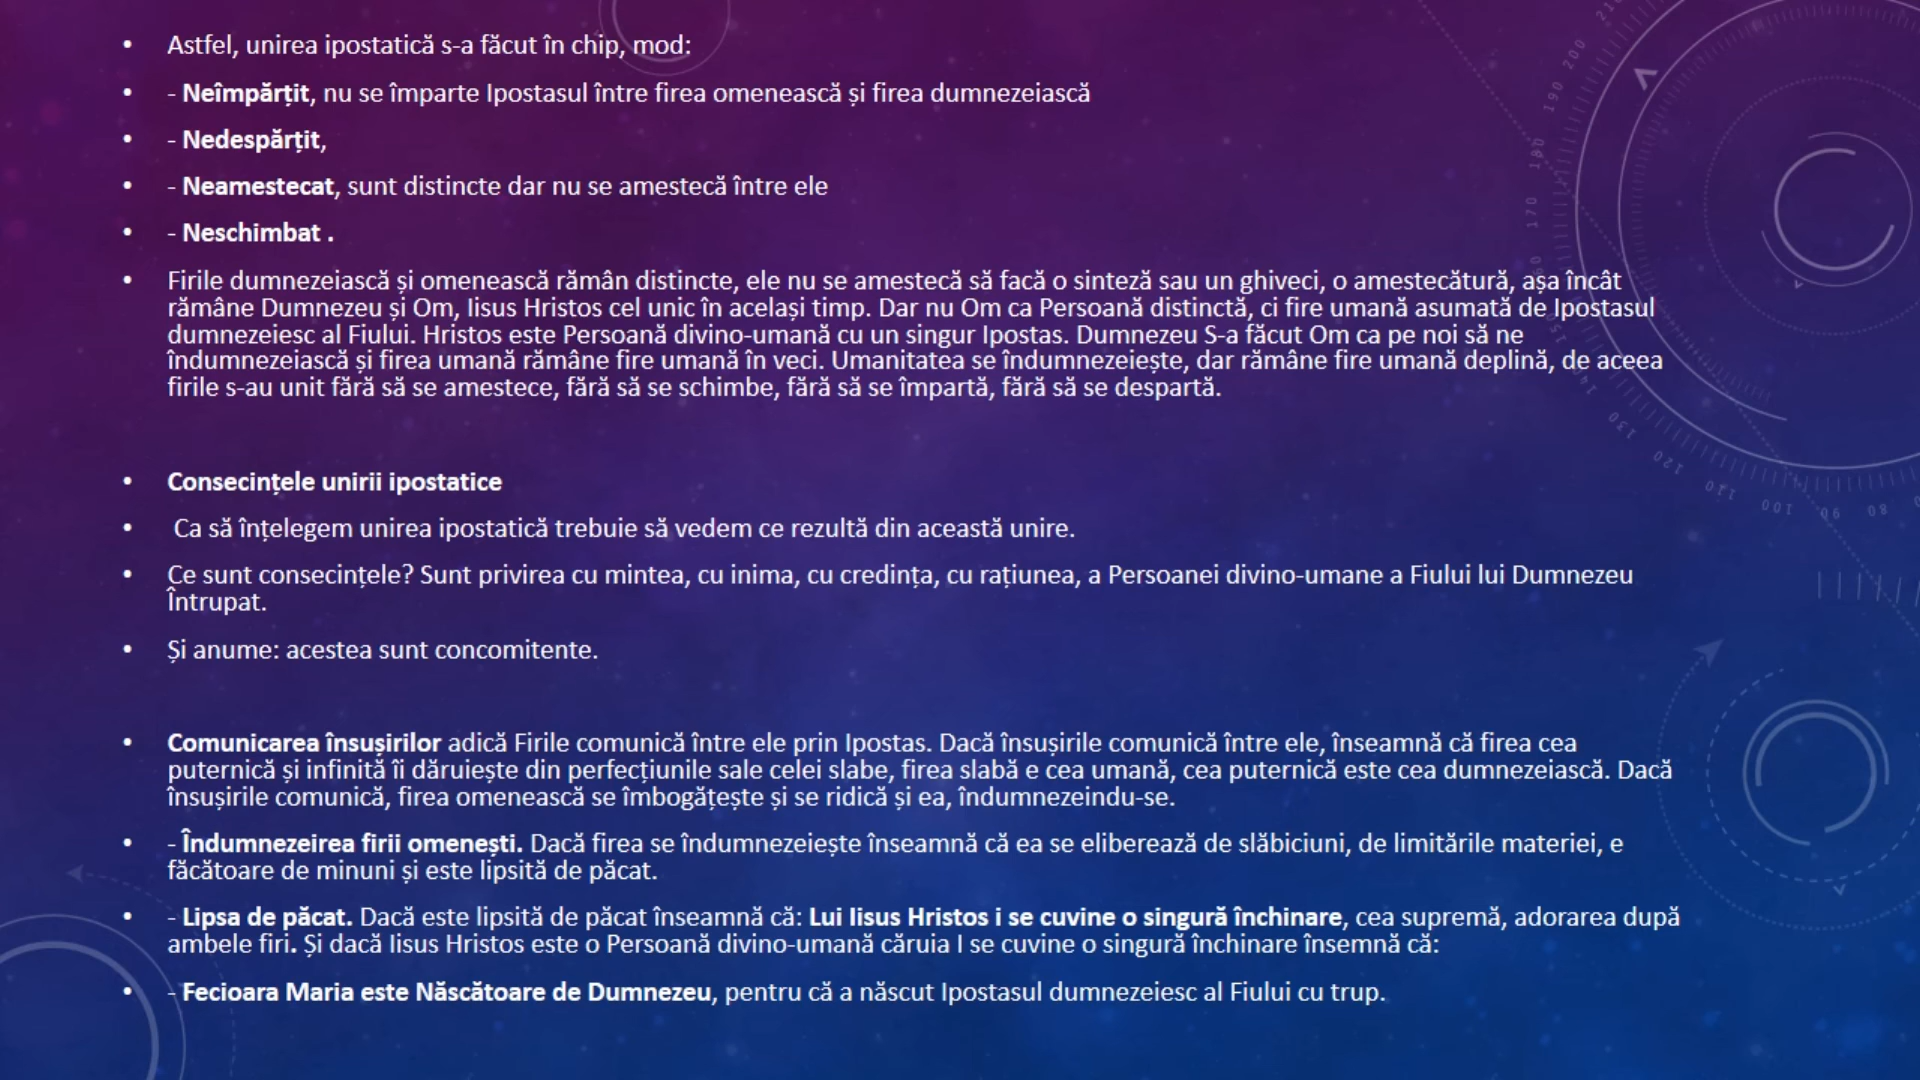 • Astfel, unirea ipostatică s-a făcut în chip, mod:
• - Neîmpărțit, nu se împarte Ipostasul între firea omenească și firea dumnezeiască
• - Nedespărțit,
• - Neamestecat, sunt distincte dar nu se amestecă între ele
• - Neschimbat .
• Firile dumnezeiască și omenească rămân distincte, ele nu se amestecă să facă o sinteză sau un ghiveci, o amestecătură, așa încât
rămâne Dumnezeu și Om, Iisus Hristos cel unic în același timp. Dar nu Om ca Persoană distinctă, ci fire umană asumată de Ipostasul
dumnezeiesc al Fiului. Hristos este Persoană divino-umană cu un singur Ipostas. Dumnezeu S-a făcut Om ca pe noi să ne
îndumnezeiască și firea umană rămâne fire umană în veci. Umanitatea se îndumnezeiește, dar rămâne fire umană deplină, de aceea
firile s-au unit fără să se amestece, fără să se schimbe, fără să se împartă, fără să se despartă.
• Consecințele unirii ipostatice
• Ca să înțelegem unirea ipostatică trebuie să vedem ce rezultă din această unire.
• Ce sunt consecințele? Sunt privirea cu mintea, cu inima, cu credința, cu rațiunea, a Persoanei divino-umane a Fiului lui Dumnezeu
Întrupat.
• Și anume: acestea sunt concomitente.
• Comunicarea însușirilor adică Firile comunică între ele prin Ipostas. Dacă însușirile comunică între ele, înseamnă că firea cea
puternică și infinită îi dăruiește din perfecțiunile sale celei slabe, firea slabă e cea umană, cea puternică este cea dumnezeiască. Dacă
însușirile comunică, firea omenească se îmbogățește și se ridică și ea, îndumnezeindu-se.
• - Îndumnezeirea firii omenești. Dacă firea se îndumnezeiește înseamnă că ea se eliberează de slăbiciuni, de limitările materiei, e
făcătoare de minuni și este lipsită de păcat.
• - Lipsa de păcat. Dacă este lipsită de păcat înseamnă că: Lui Iisus Hristos i se cuvine o singură închinare, cea supremă, adorarea după
ambele firi. Și dacă Iisus Hristos este o Persoană divino-umană căruia I se cuvine o singură închinare însemnă că:
• - Fecioara Maria este Născătoare de Dumnezeu, pentru că a născut Ipostasul dumnezeiesc al Fiului cu trup.
210
200
190
180
170
130
120
110
100
90
80